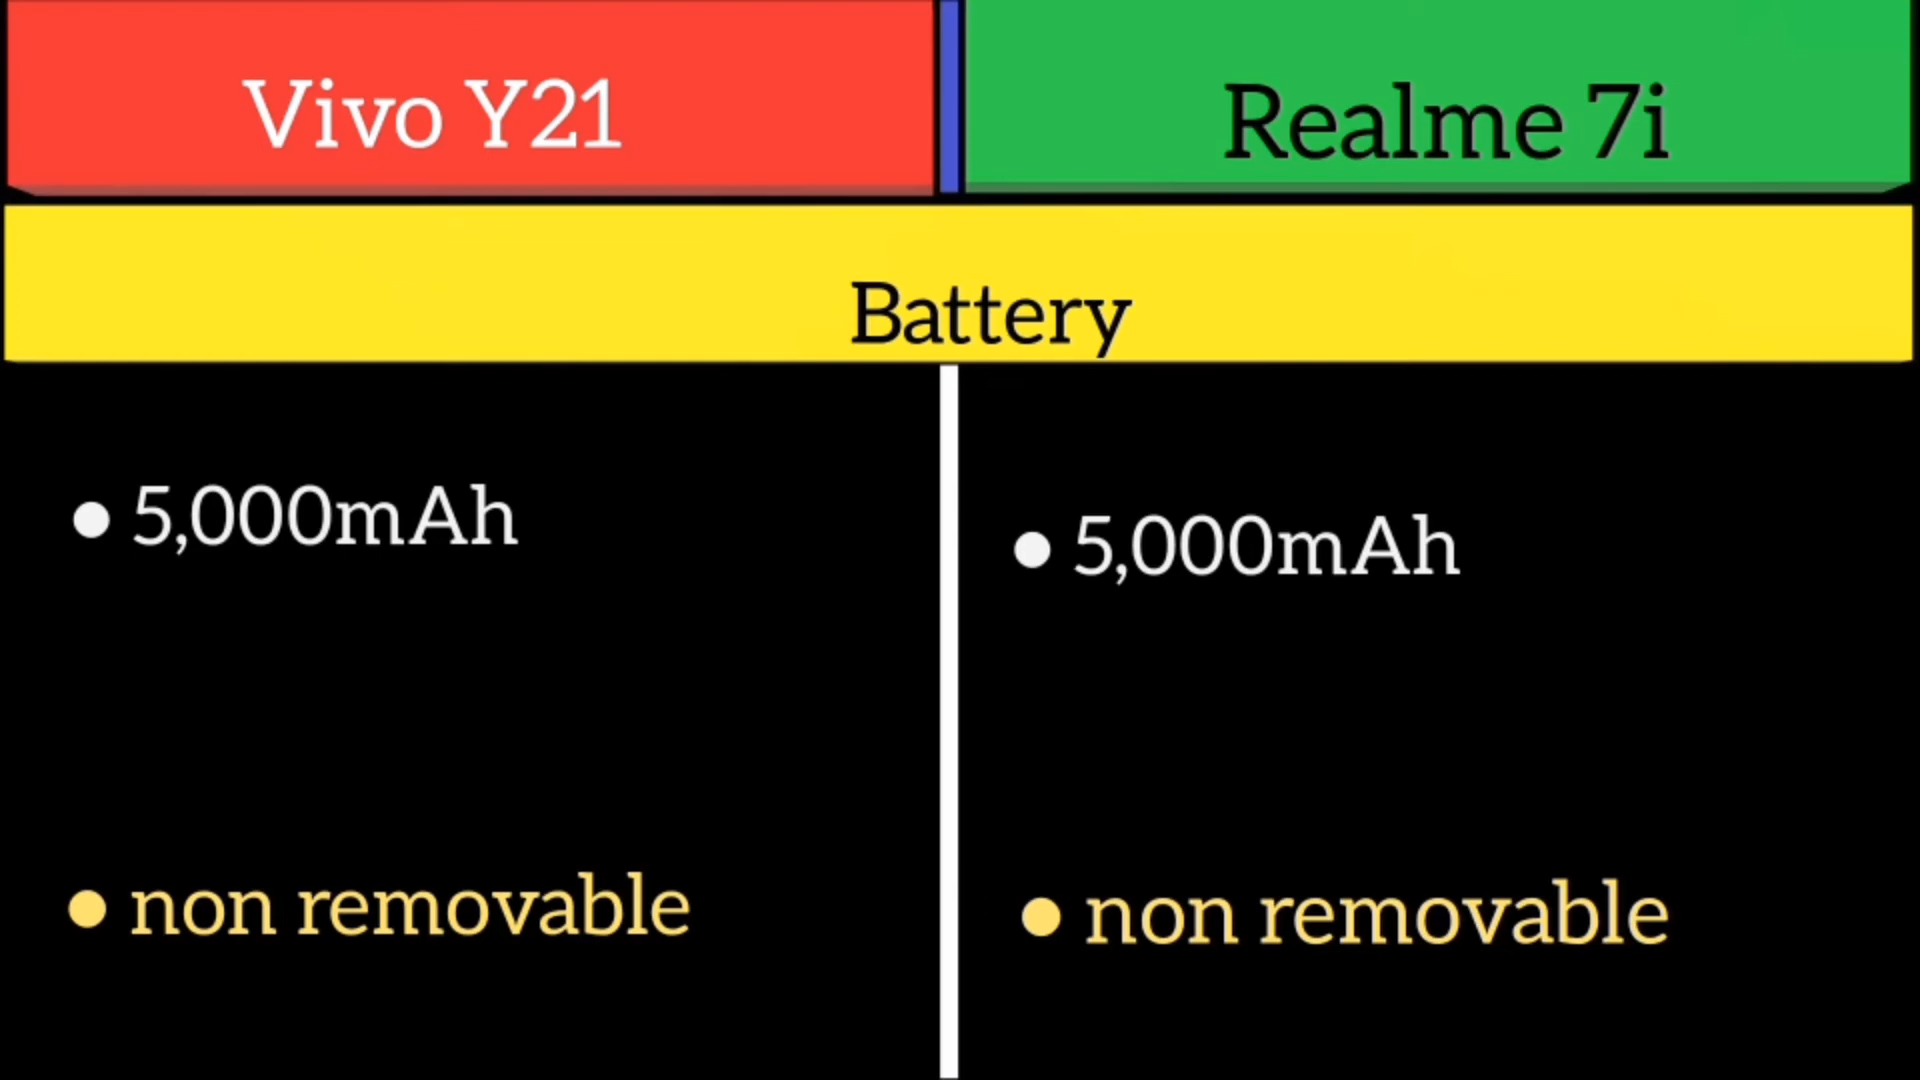 Vivo Y21
Realme 7i
Battery
● 5,000mAh
● 5,000mAh
● non removable
● non removable